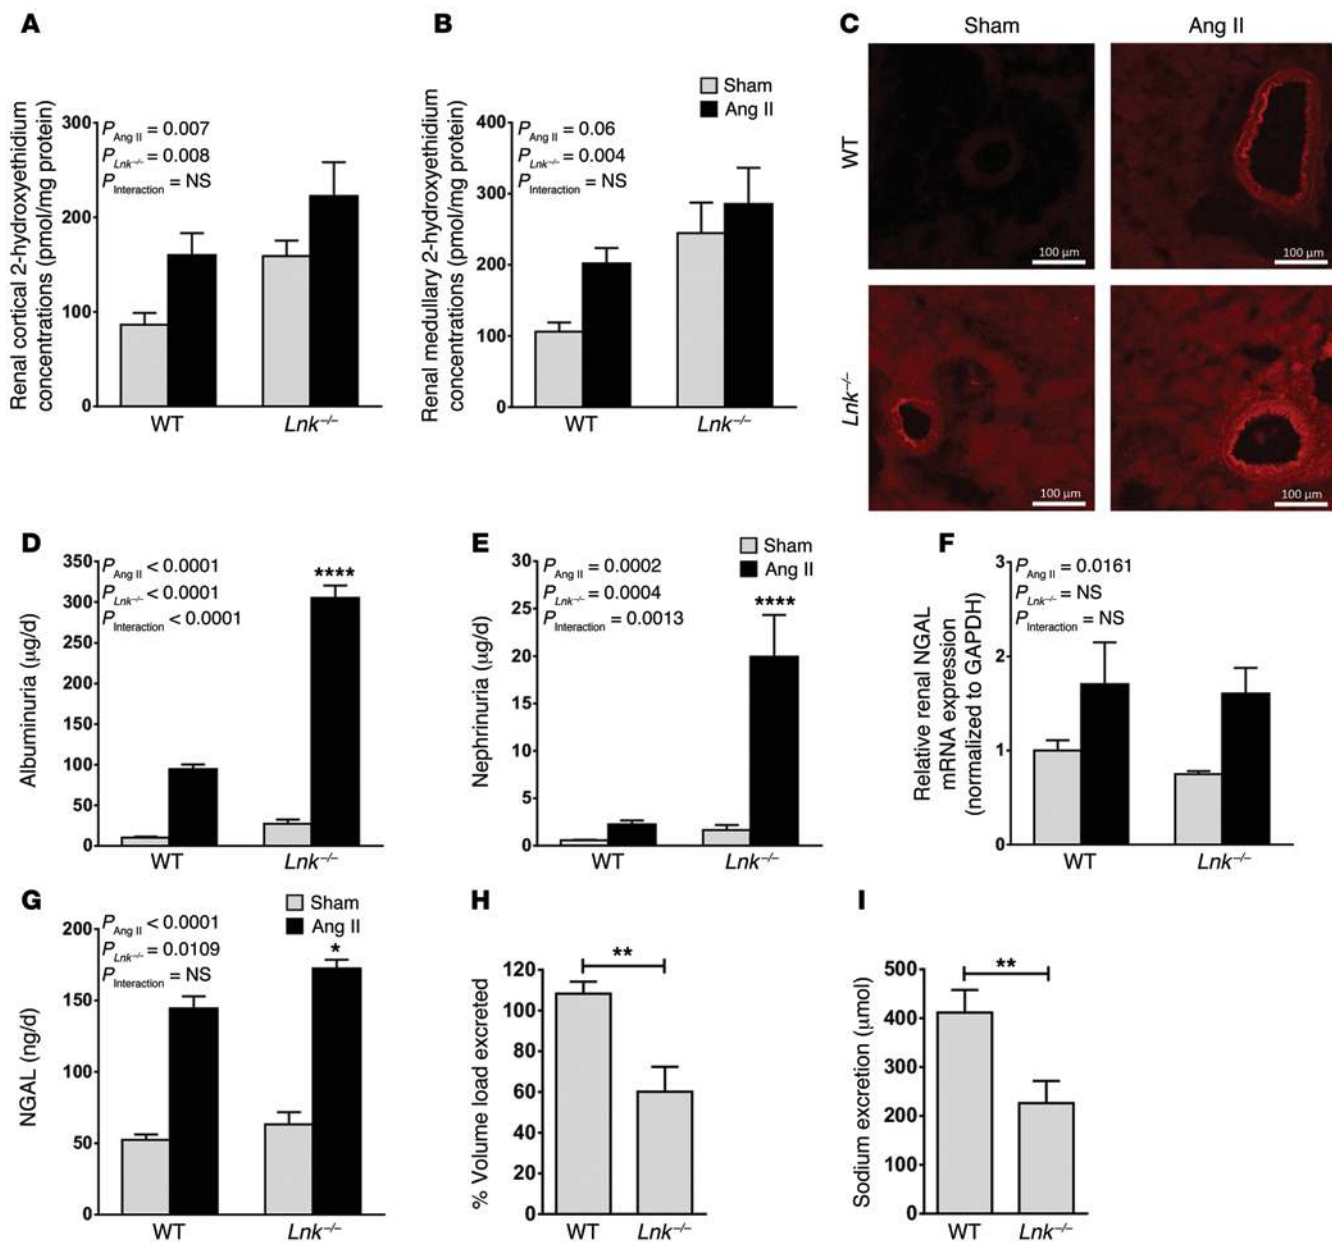 A
Renal cortical 2-hydroxyethidium
concentrations (pmol/mg protein)
300
200
100
0
P Ang II = 0.007
P Lnk–/– = 0.008
P Interaction = NS
WT
Lnk–/–
B
Renal medullary 2-hydroxyethidium
concentrations (pmol/mg protein)
400
300
200
100
0
P Ang II = 0.06
P Lnk–/– = 0.004
P Interaction = NS
Sham
Ang II
WT
Lnk–/–
C
Sham
Ang II
WT
100 µm
100 µm
Lnk–/–
100 µm
100 µm
D
Albuminuria (µg/d)
350
300
250
200
150
100
50
0
P Ang II < 0.0001
P Lnk–/– < 0.0001
P Interaction < 0.0001
****
WT
Lnk–/–
E
Nephrinuria (µg/d)
30
25
20
15
10
5
0
P Ang II = 0.0002
P Lnk–/– = 0.0004
P Interaction = 0.0013
Sham
Ang II
****
WT
Lnk–/–
F
Relative renal NGAL
mRNA expression
(normalized to GAPDH)
3
2
1
0
P Ang II = 0.0161
P Lnk–/– = NS
P Interaction = NS
WT
Lnk–/–
G
NGAL (ng/d)
200
150
100
50
0
P Ang II < 0.0001
P Lnk–/– = 0.0109
P Interaction = NS
Sham
Ang II
*
WT
Lnk–/–
H
% Volume load excreted
120
100
80
60
40
20
0
**
WT
Lnk–/–
I
Sodium excretion (µmol)
500
400
300
200
100
0
**
WT
Lnk–/–